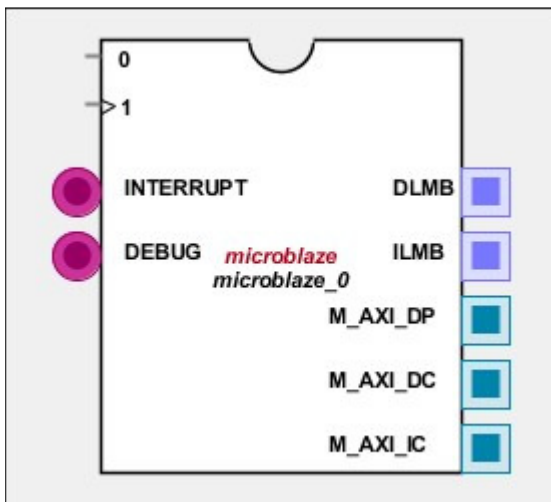 0
1
INTERRUPT DLMB
DEBUG microblaze ILMB
microblaze_0
M_AXI_DP
M_AXI_DC
M_AXI_IC